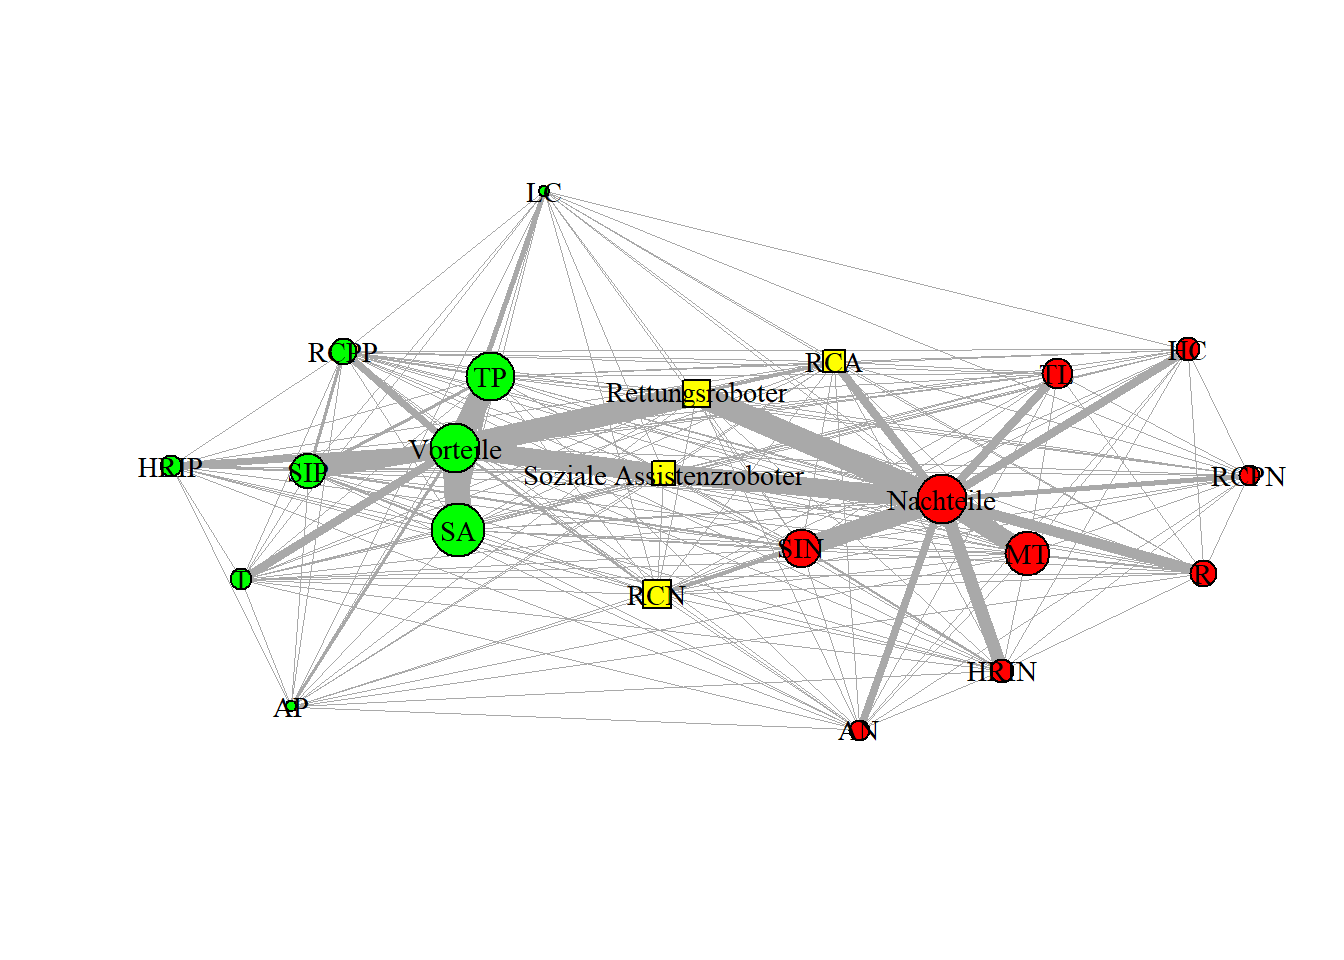 LC
RCPP
RCA
HC
TP
TL
Rettungsroboter
Vorteile
HRIP
SIP
Soziale Assistenzroboter
RCPN
Nachteile
SA
SIN
MT
I
R
RCN
HRIN
AP
AN